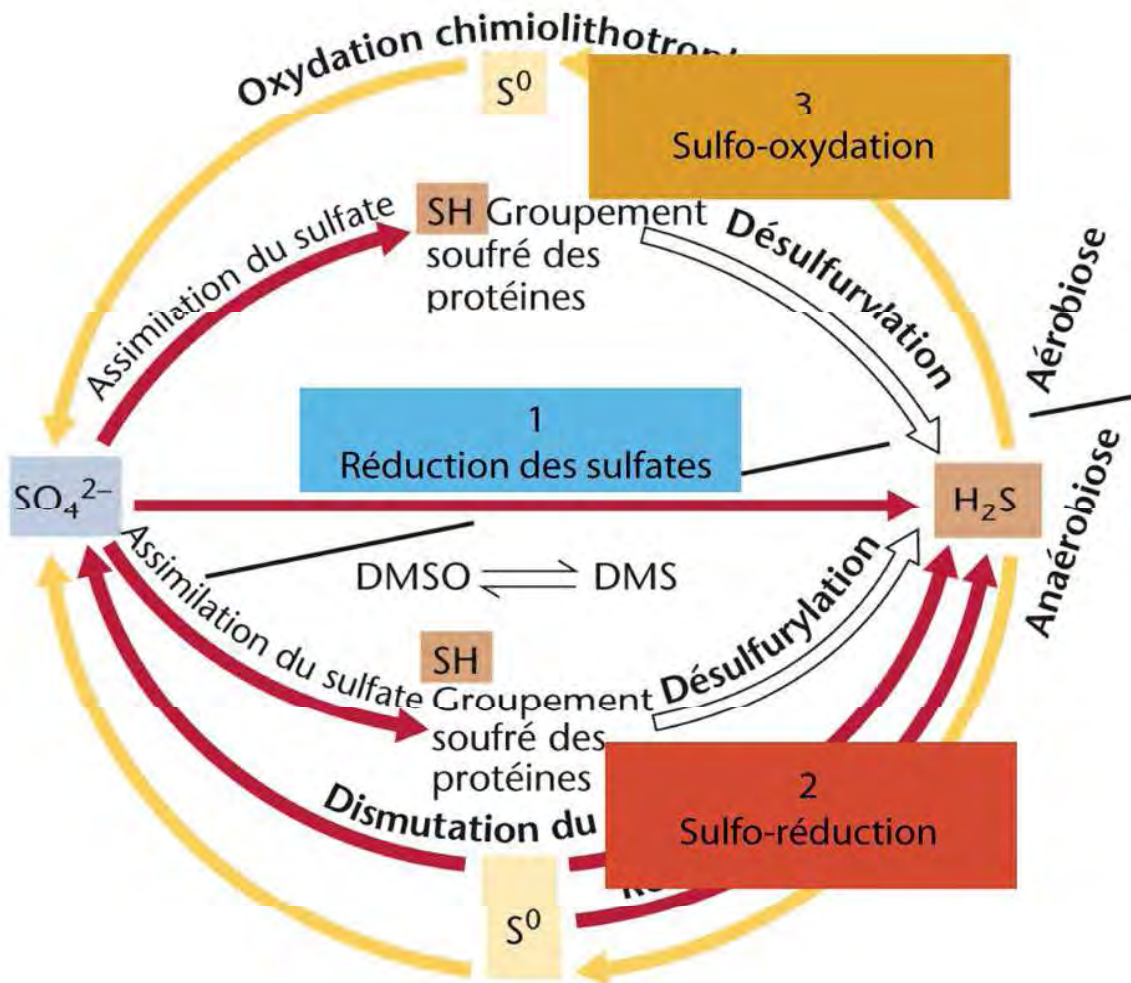 Oxydation chimiolithotrop
S⁰
3
Sulfo-oxydation
Assimilation du sulfate
SH Groupement
soufré des
protéines
Désulfurylation
Aérobiose
1
Réduction des sulfates
SO₄²⁻
H₂S
Anaérobiose
Assimilation du sulfate
DMSO ⇌ DMS
SH
Groupement
soufré des
protéines
Désulfurylation
Dismutation du
2
Sulfo-réduction
S⁰